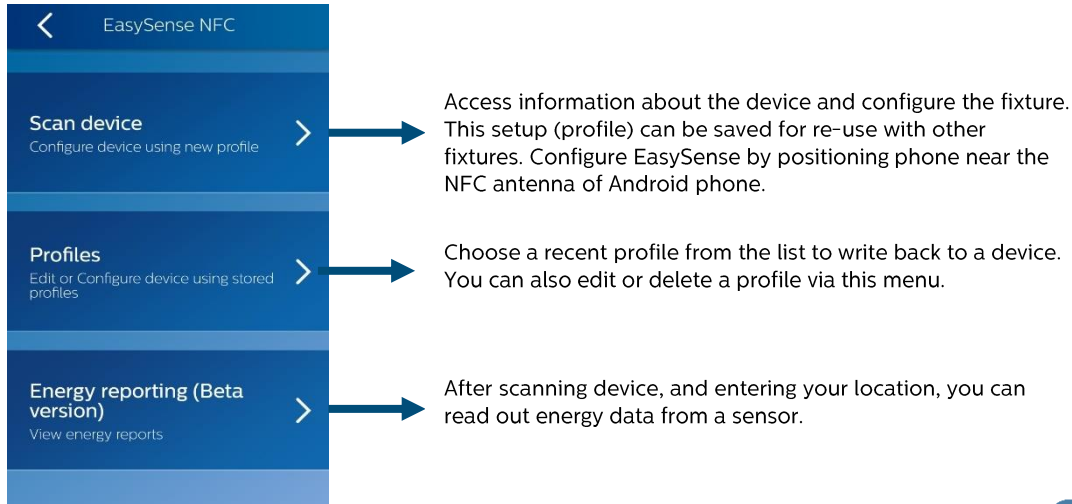 EasySense NFC
Scan device
Configure device using new profile
Access information about the device and configure the fixture.
This setup (profile) can be saved for re-use with other
fixtures. Configure EasySense by positioning phone near the
NFC antenna of Android phone.
Profiles
Edit or Configure device using stored
profiles
Choose a recent profile from the list to write back to a device.
You can also edit or delete a profile via this menu.
Energy reporting (Beta
version)
View energy reports
After scanning device, and entering your location, you can
read out energy data from a sensor.